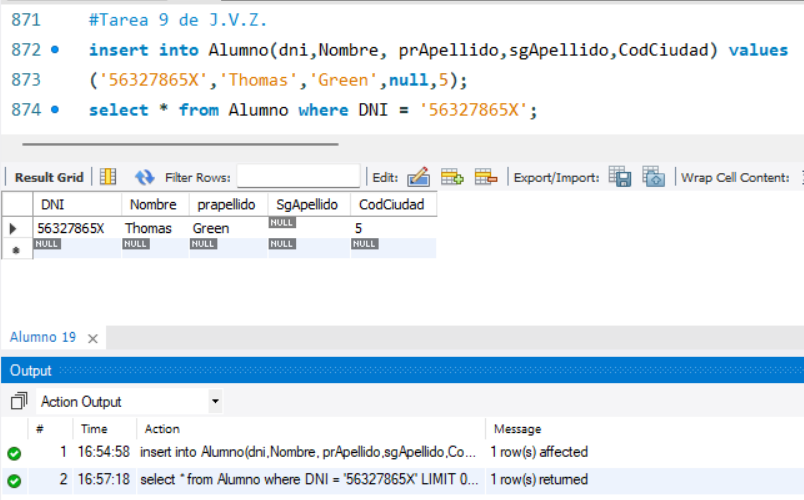 871 #Tarea 9 de J.V.Z.
872 insert into Alumno(dni,Nombre, prApellido,sgApellido,CodCiudad) values
873 ('56327865X','Thomas','Green',null,5);
874 select * from Alumno where DNI = '56327865X';
Result Grid Filter Rows: Edit: Export/Import: Wrap Cell Content:
DNI Nombre prapellido SgApellido CodCiudad
56327865X Thomas Green NULL 5
NULL NULL NULL NULL NULL
Alumno 19
Output
Action Output
# Time Action Message
1 16:54:58 insert into Alumno(dni,Nombre, prApellido,sgApellido,Co... 1 row(s) affected
2 16:57:18 select * from Alumno where DNI = '56327865X' LIMIT 0... 1 row(s) returned